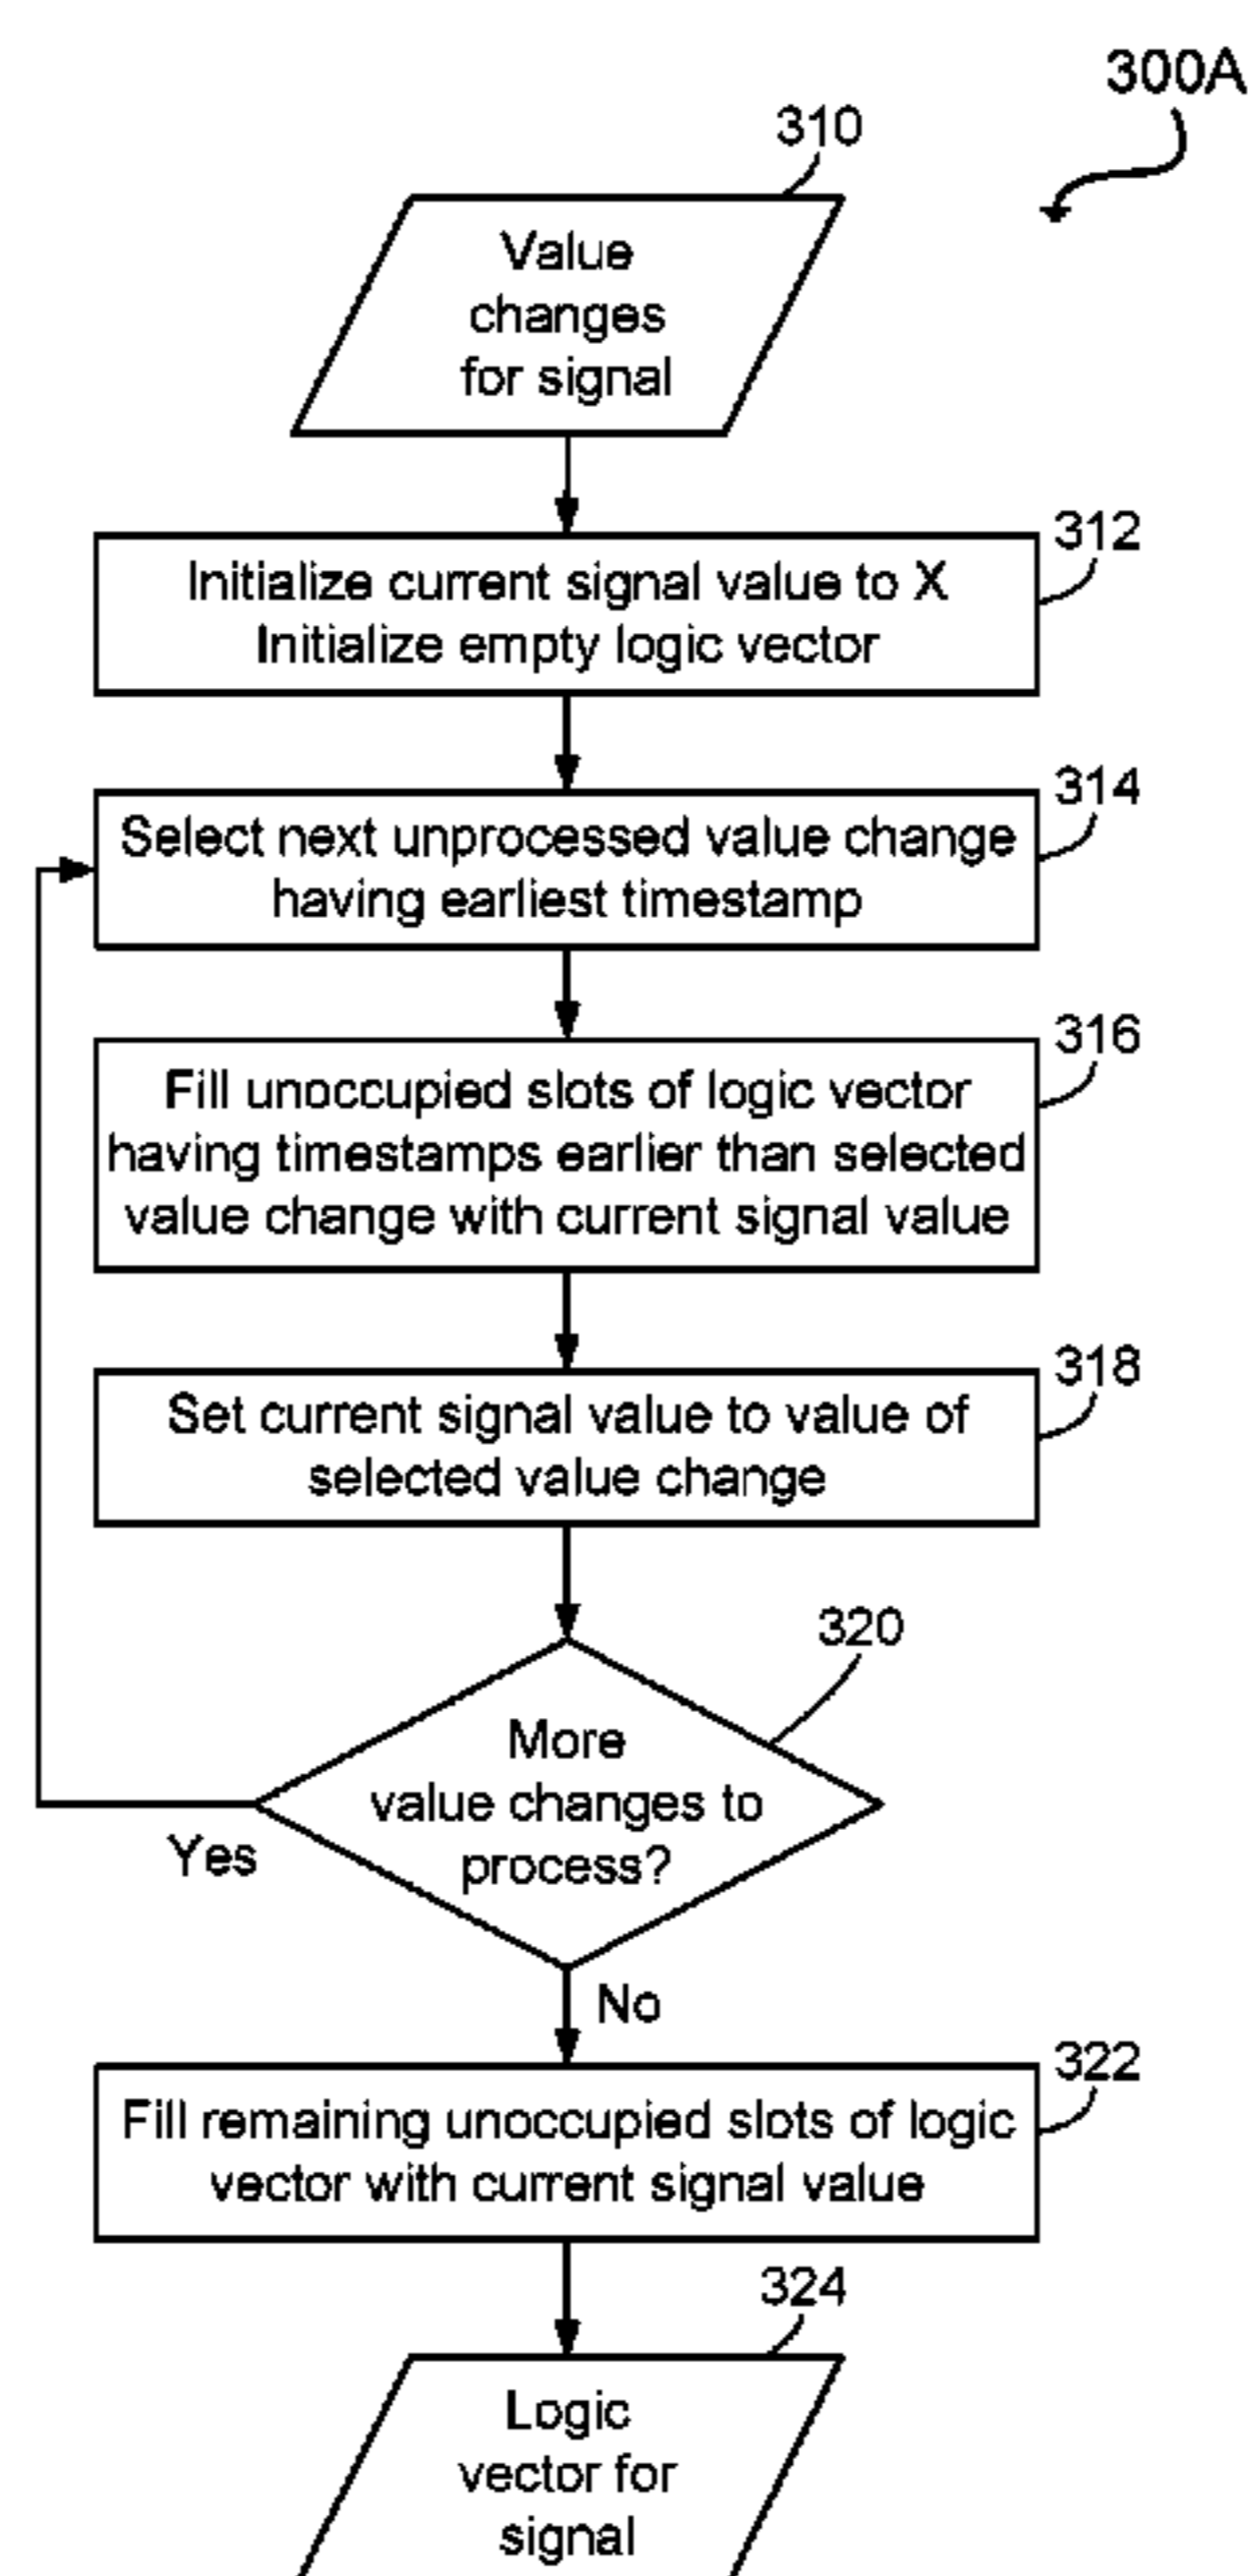 300A
310
Value
changes
for signal
312
Initialize current signal value to X
Initialize empty logic vector
314
Select next unprocessed value change
having earliest timestamp
316
Fill unoccupied slots of logic vector
having timestamps earlier than selected
value change with current signal value
318
Set current signal value to value of
selected value change
320
More
value changes to
process?
Yes
No
322
Fill remaining unoccupied slots of logic
vector with current signal value
324
Logic
vector for
signal